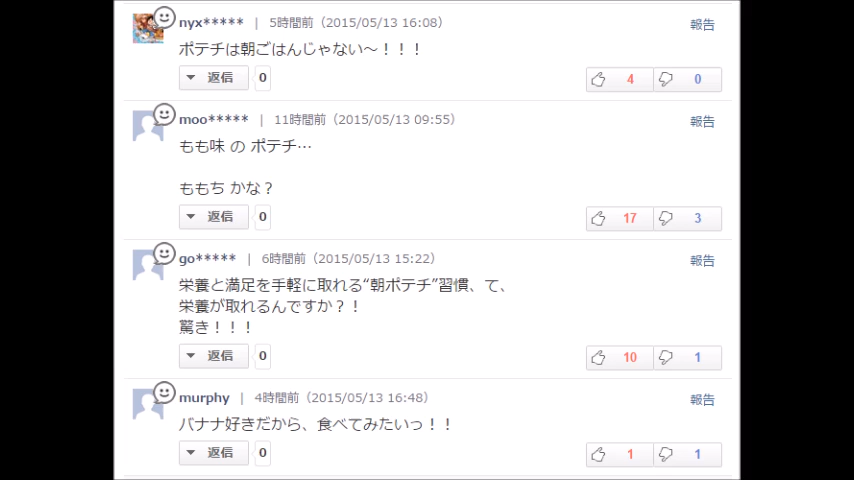 nyx***** | 5時間前（2015/05/13 16:08） 報告
ポテチは朝ごはんじゃない～！！！
返信 0 4 0
moo***** | 11時間前（2015/05/13 09:55） 報告
もも味 の ポテチ…
ももち かな？
返信 0 17 3
go***** | 6時間前（2015/05/13 15:22） 報告
栄養と満足を手軽に取れる“朝ポテチ”習慣、て、
栄養が取れるんですか？！
驚き！！！
返信 0 10 1
murphy | 4時間前（2015/05/13 16:48） 報告
バナナ好きだから、食べてみたいっ！！
返信 0 1 1